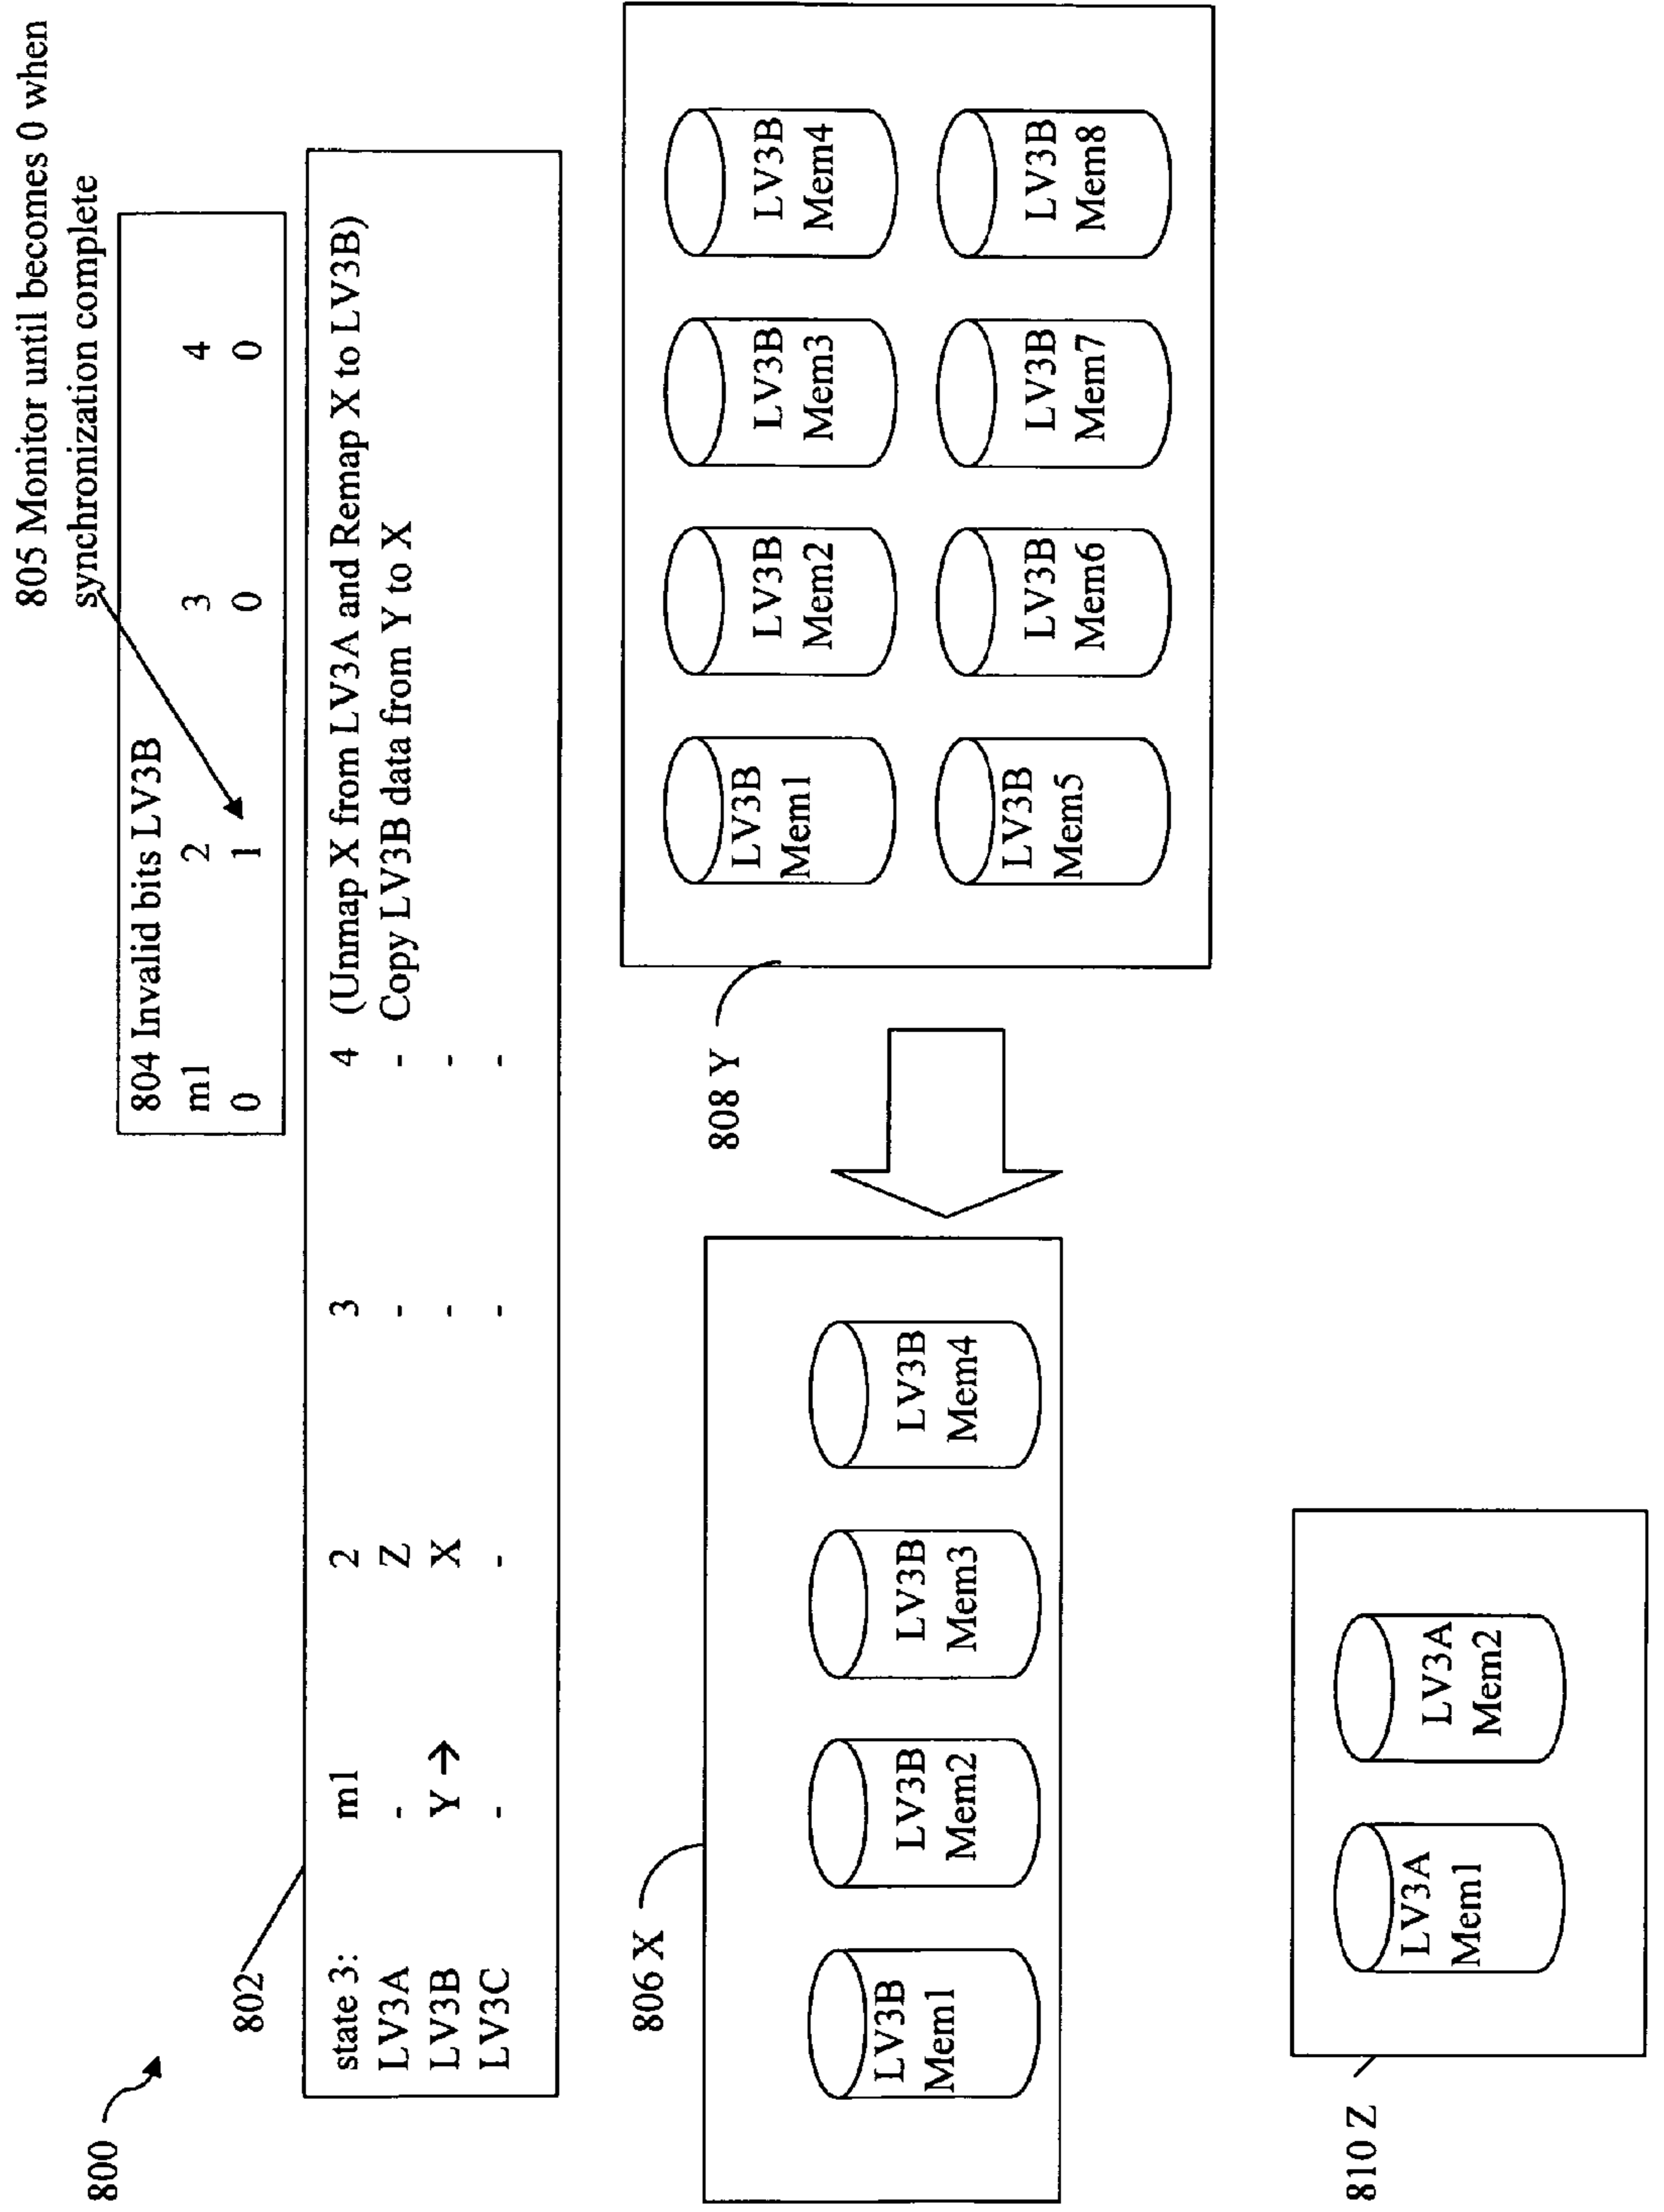 800
805 Monitor until becomes 0 when
synchronization complete
804 Invalid bits LV3B
m1 2 3 4
0 1 0 0
802
state 3: m1 2 3 4 (Unmap X from LV3A and Remap X to LV3B)
LV3A - Z - - Copy LV3B data from Y to X
LV3B Y → X - -
LV3C - - - -
806 X
LV3B
Mem1
LV3B
Mem2
LV3B
Mem3
LV3B
Mem4
808 Y
LV3B
Mem1
LV3B
Mem2
LV3B
Mem3
LV3B
Mem4
LV3B
Mem5
LV3B
Mem6
LV3B
Mem7
LV3B
Mem8
810 Z
LV3A
Mem1
LV3A
Mem2